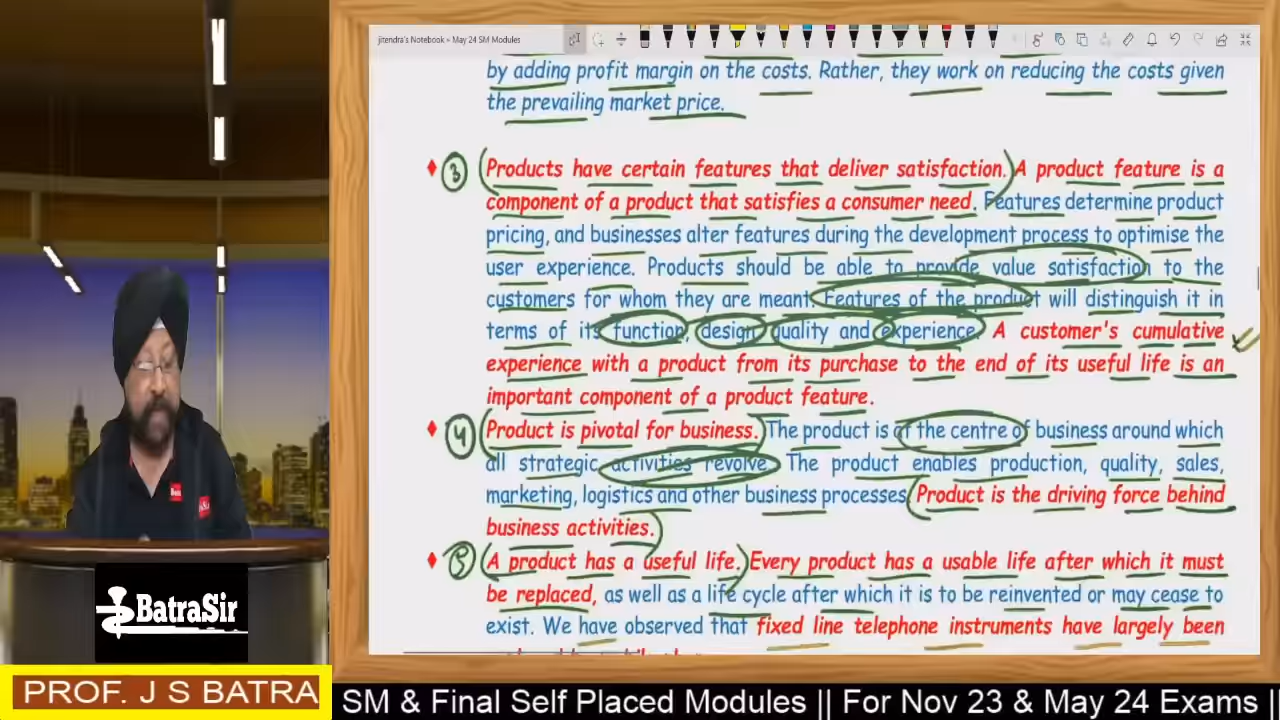 jitendra's Notebook » May 24 SM Modules
by adding profit margin on the costs. Rather, they work on reducing the costs given
the prevailing market price.
♦ 3 (Products have certain features that deliver satisfaction.) A product feature is a
component of a product that satisfies a consumer need. Features determine product
pricing, and businesses alter features during the development process to optimise the
user experience. Products should be able to provide value satisfaction to the
customers for whom they are meant. Features of the product will distinguish it in
terms of its function, design, quality and experience. A customer's cumulative
experience with a product from its purchase to the end of its useful life is an
important component of a product feature.
♦ 4 (Product is pivotal for business.) The product is at the centre of business around which
all strategic activities revolve. The product enables production, quality, sales,
marketing, logistics and other business processes. (Product is the driving force behind
business activities.)
♦ 5 (A product has a useful life.) Every product has a usable life after which it must
be replaced, as well as a life cycle after which it is to be reinvented or may cease to
exist. We have observed that fixed line telephone instruments have largely been
BatraSir
PROF. J S BATRA
SM & Final Self Placed Modules || For Nov 23 & May 24 Exams |